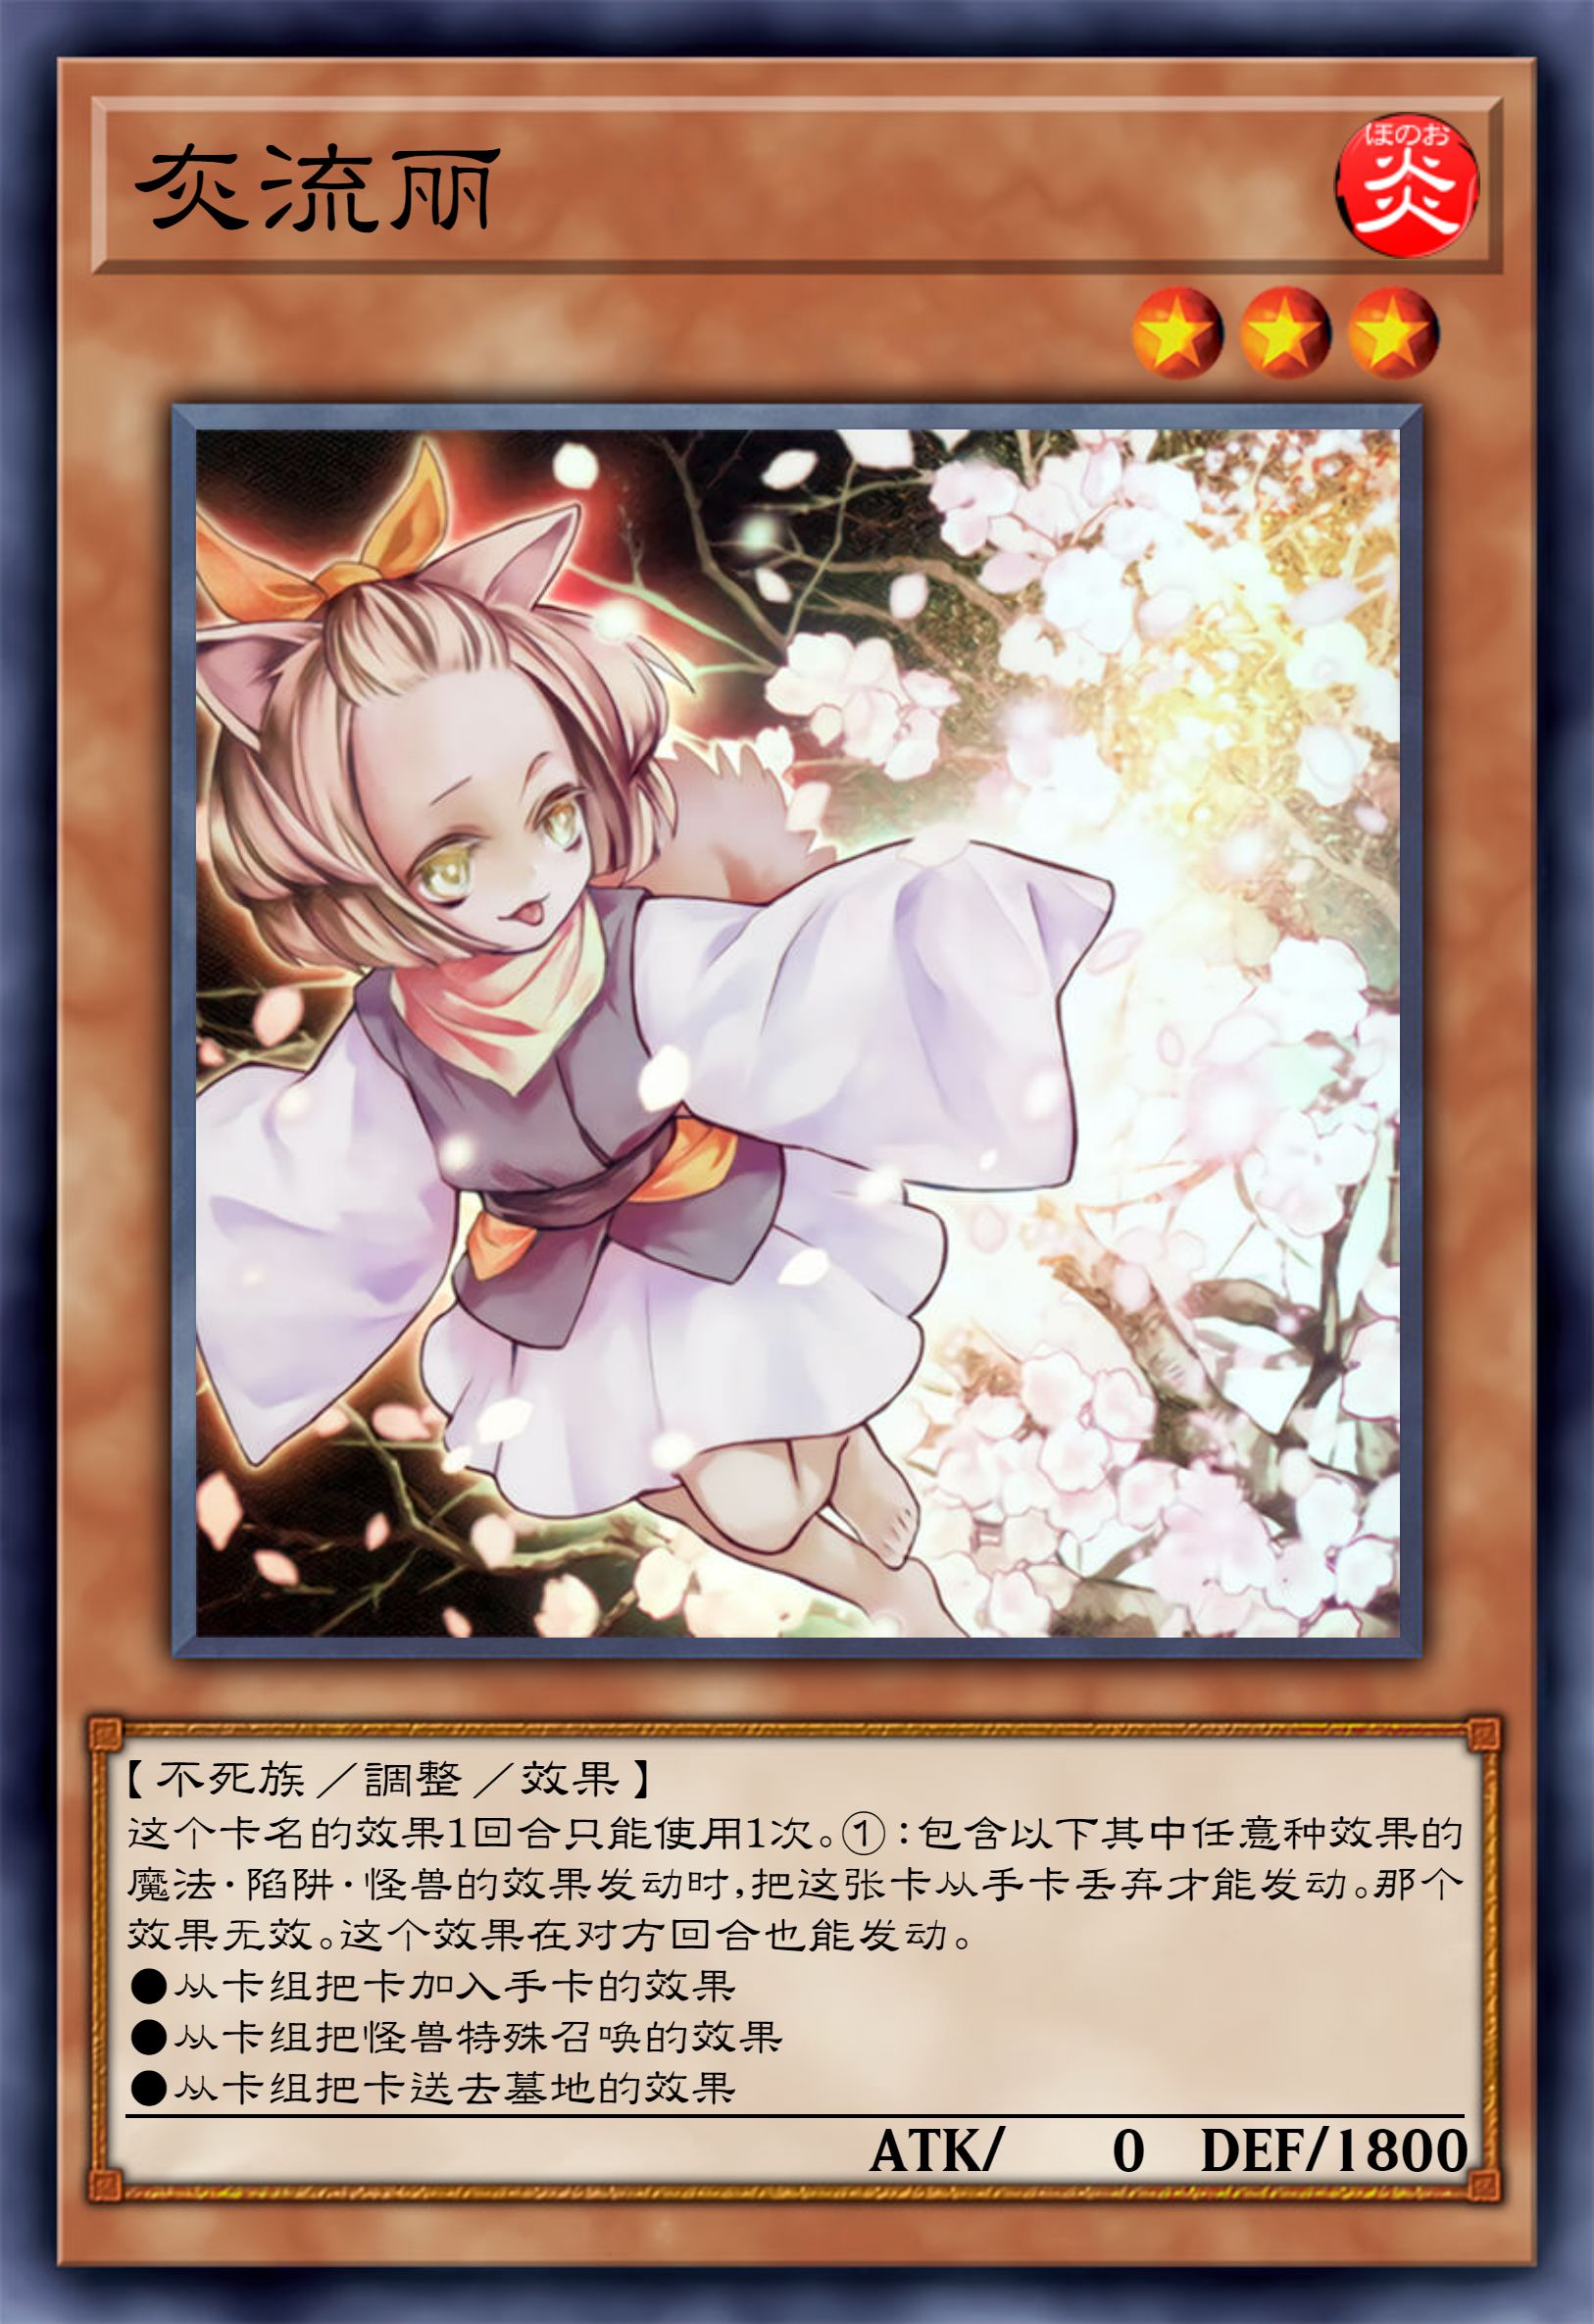 灰流丽
ほのお
炎
【不死族／調整／效果】
这个卡名的效果1回合只能使用1次。①：包含以下其中任意种效果的
魔法·陷阱·怪兽的效果发动时，把这张卡从手卡丢弃才能发动。那个
效果无效。这个效果在对方回合也能发动。
●从卡组把卡加入手卡的效果
●从卡组把怪兽特殊召唤的效果
●从卡组把卡送去墓地的效果
ATK/ 0 DEF/1800